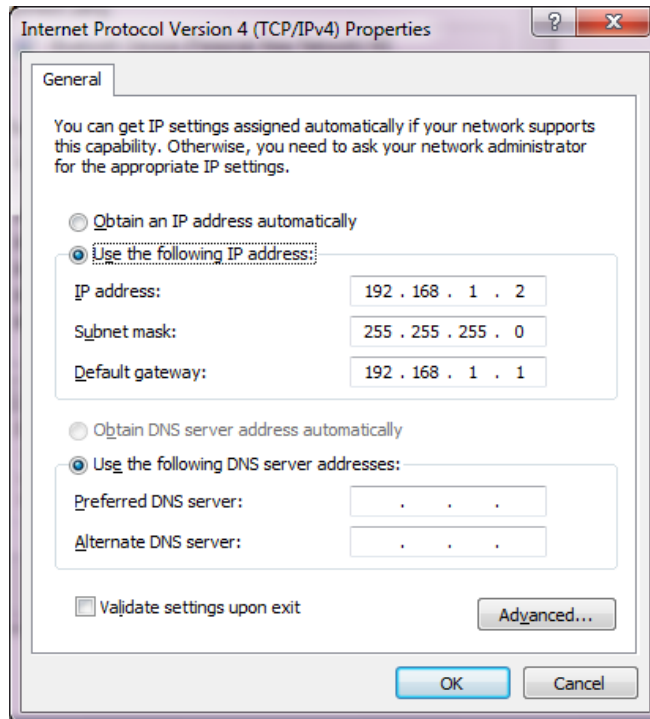 Internet Protocol Version 4 (TCP/IPv4) Properties
General
You can get IP settings assigned automatically if your network supports
this capability. Otherwise, you need to ask your network administrator
for the appropriate IP settings.
Obtain an IP address automatically
Use the following IP address:
IP address: 192 . 168 . 1 . 2
Subnet mask: 255 . 255 . 255 . 0
Default gateway: 192 . 168 . 1 . 1
Obtain DNS server address automatically
Use the following DNS server addresses:
Preferred DNS server: . . .
Alternate DNS server: . . .
Validate settings upon exit
Advanced...
OK Cancel